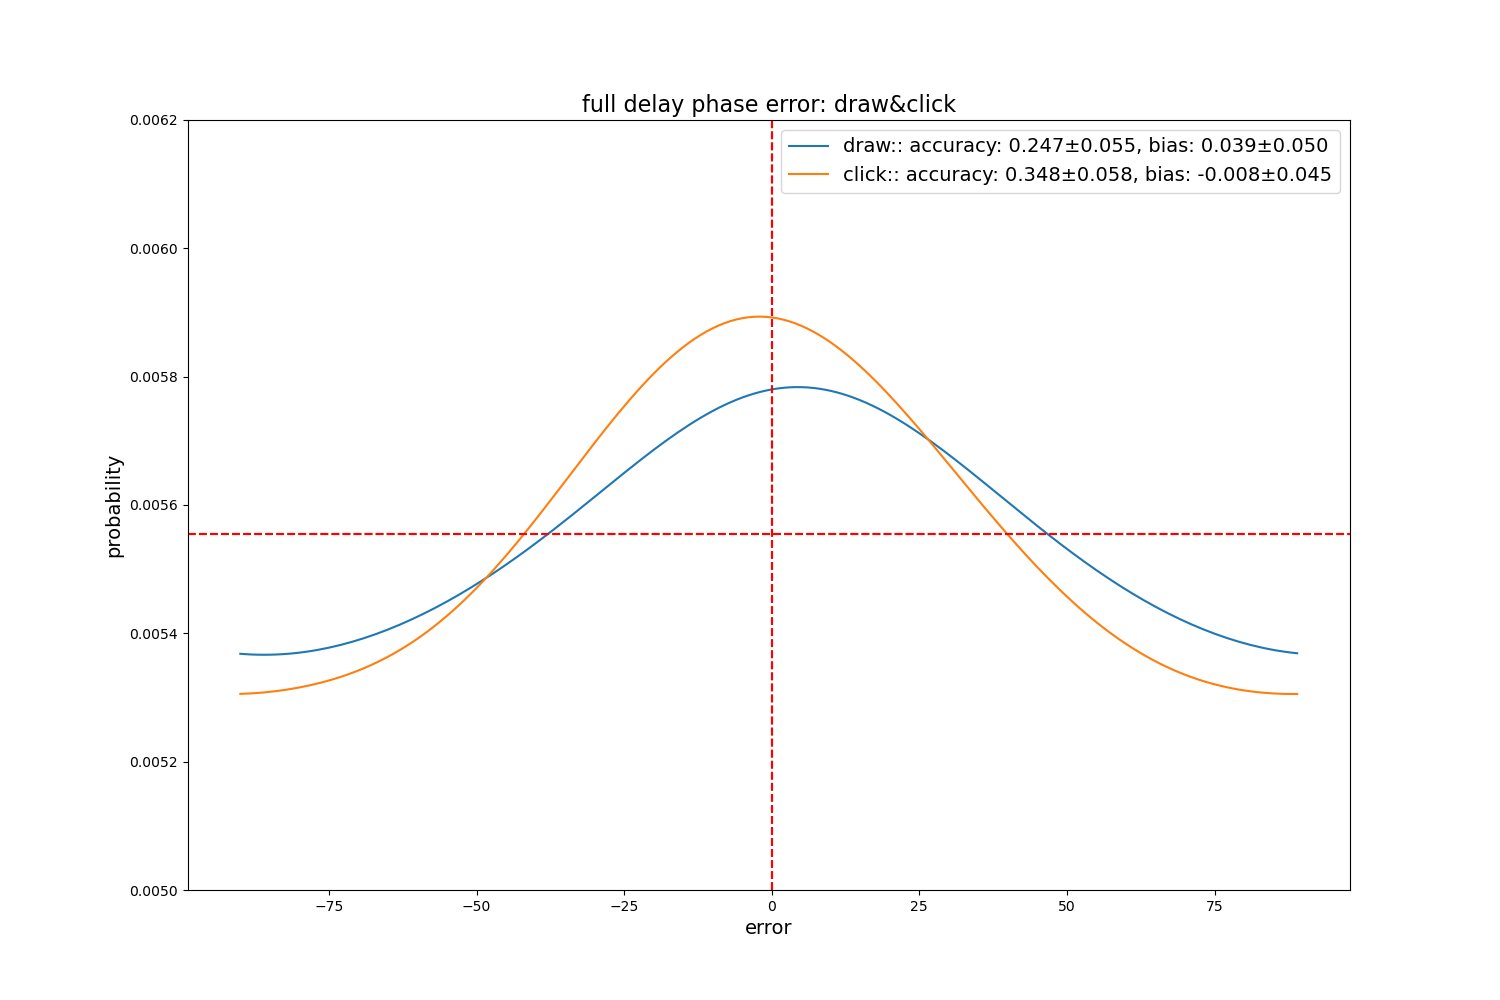 full delay phase error: draw&click
draw:: accuracy: 0.247±0.055, bias: 0.039±0.050
click:: accuracy: 0.348±0.058, bias: -0.008±0.045
probability
0.0062
0.0060
0.0058
0.0056
0.0054
0.0052
0.0050
−75 −50 −25 0 25 50 75
error